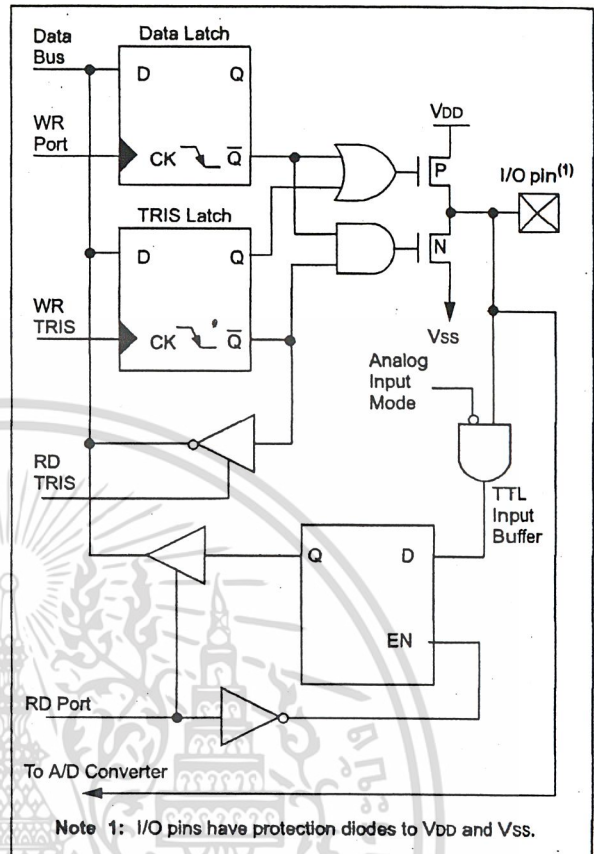 Data Latch
Data
Bus
D
Q
WR
Port
CK
Q̅
VDD
P
I/O pin(1)
TRIS Latch
D
Q
N
WR
TRIS
CK
Q̅
VSS
Analog
Input
Mode
RD
TRIS
TTL
Input
Buffer
Q
D
EN
RD Port
To A/D Converter
Note 1: I/O pins have protection diodes to VDD and VSS.